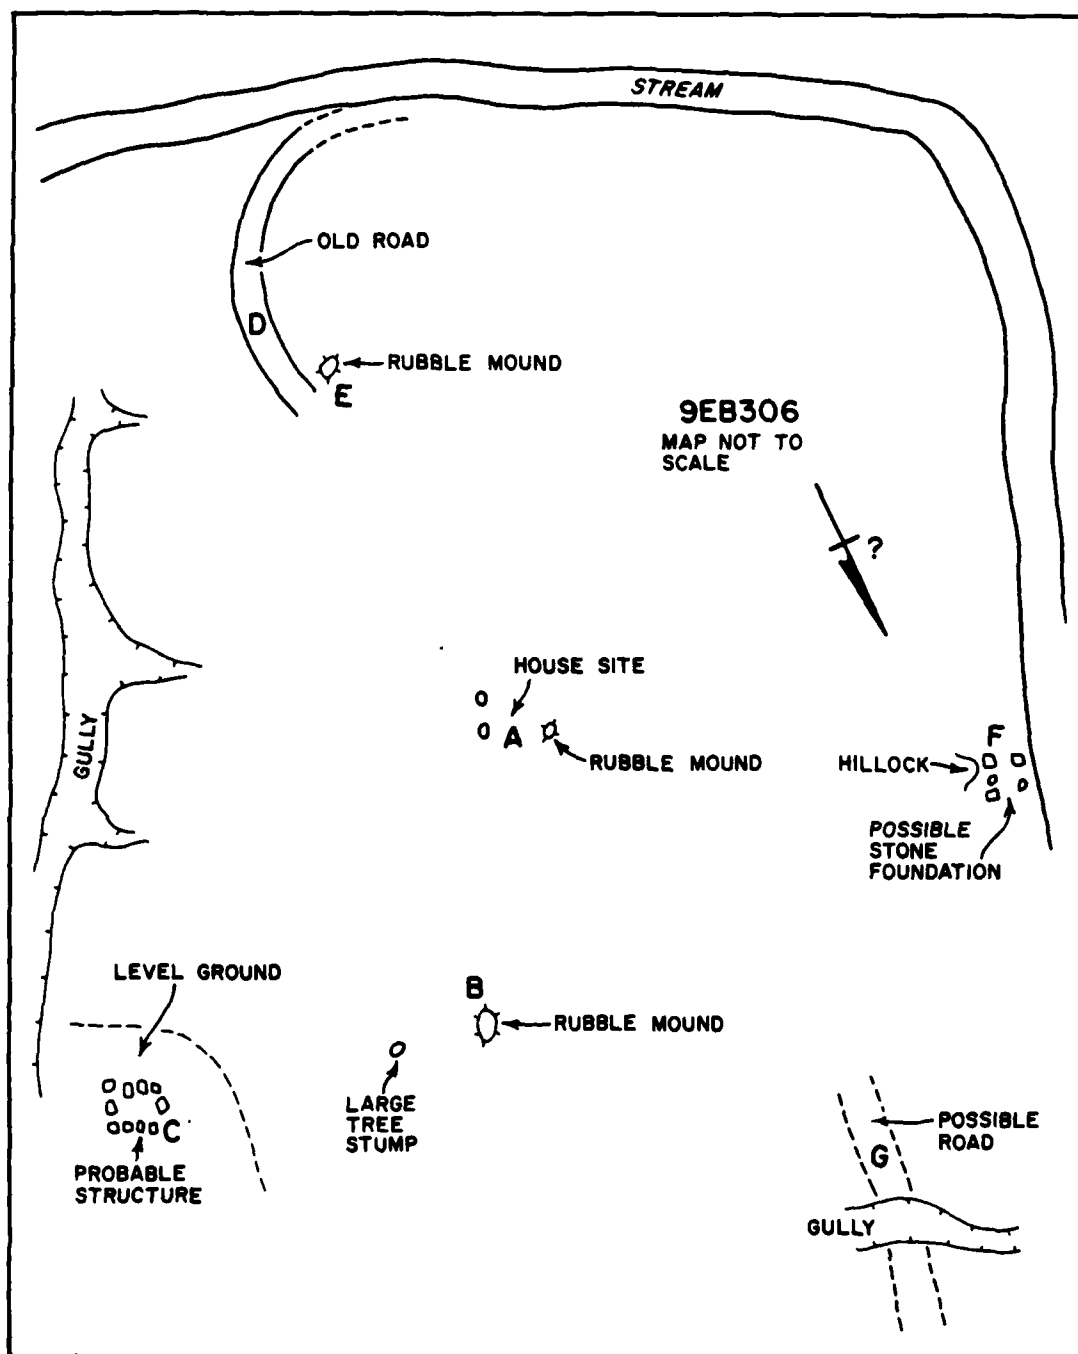 STREAM
OLD ROAD
D
RUBBLE MOUND
E
9EB306
MAP NOT TO
SCALE
?
HOUSE SITE
A
RUBBLE MOUND
GULLY
F
HILLOCK
POSSIBLE
STONE
FOUNDATION
LEVEL GROUND
B
RUBBLE MOUND
LARGE
TREE
STUMP
C
PROBABLE
STRUCTURE
POSSIBLE
ROAD
G
GULLY